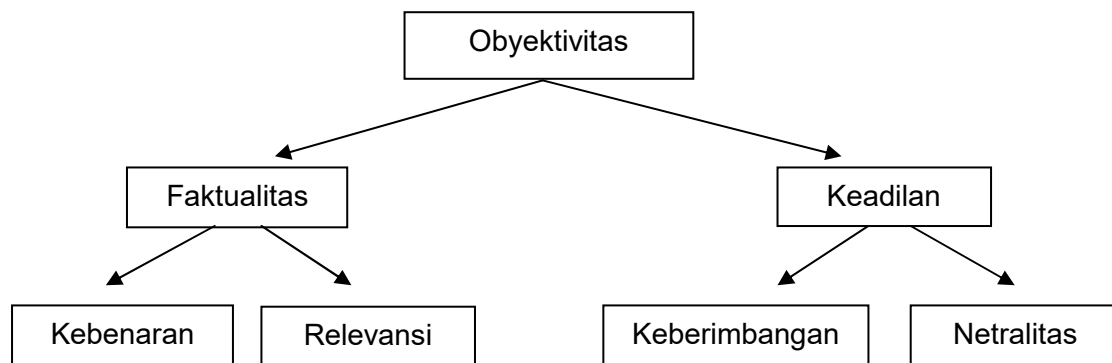 Obyektivitas
Faktualitas
Keadilan
Kebenaran
Relevansi
Keberimbangan
Netralitas